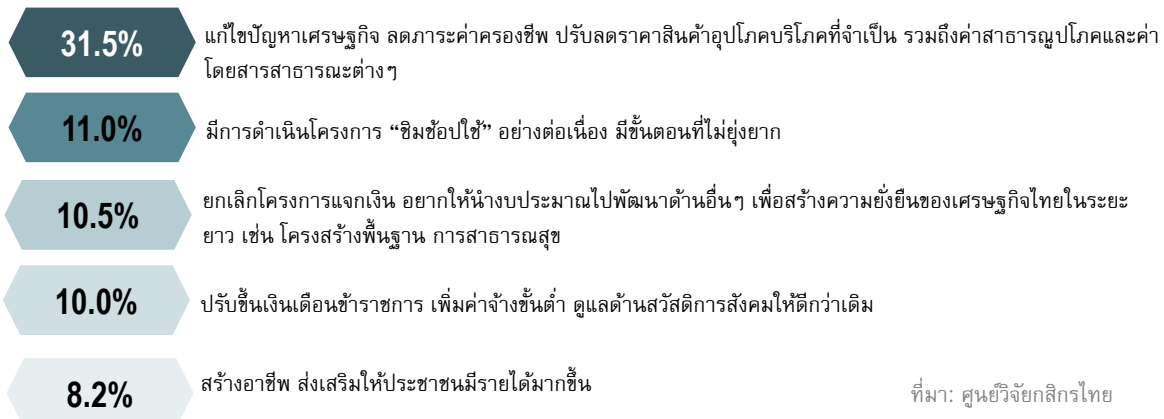 31.5%
แก้ไขปัญหาเศรษฐกิจ ลดภาระค่าครองชีพ ปรับลดราคาสินค้าอุปโภคบริโภคที่จำเป็น รวมถึงค่าสาธารณูปโภคและค่า
โดยสารสาธารณะต่างๆ
11.0%
มีการดำเนินโครงการ “ชิมช้อปใช้” อย่างต่อเนื่อง มีขั้นตอนที่ไม่ยุ่งยาก
10.5%
ยกเลิกโครงการแจกเงิน อยากให้นำงบประมาณไปพัฒนาด้านอื่นๆ เพื่อสร้างความยั่งยืนของเศรษฐกิจไทยในระยะ
ยาว เช่น โครงสร้างพื้นฐาน การสาธารณสุข
10.0%
ปรับขึ้นเงินเดือนข้าราชการ เพิ่มค่าจ้างขั้นต่ำ ดูแลด้านสวัสดิการสังคมให้ดีกว่าเดิม
8.2%
สร้างอาชีพ ส่งเสริมให้ประชาชนมีรายได้มากขึ้น
ที่มา: ศูนย์วิจัยกสิกรไทย